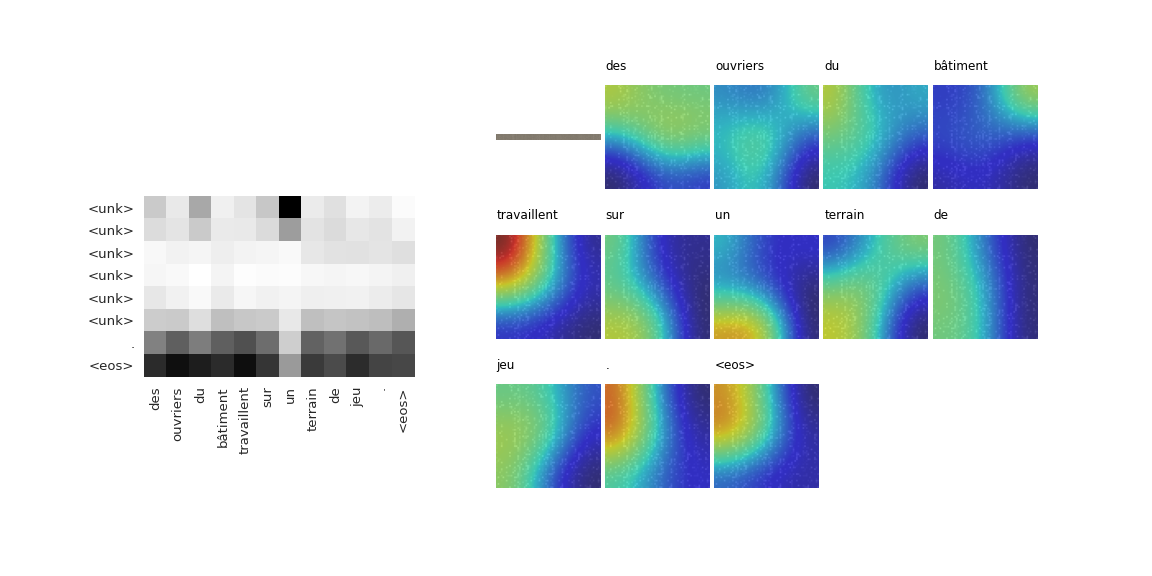 des ouvriers du bâtiment
travaillent sur un terrain de
jeu . <eos>
<unk>
<unk>
<unk>
<unk>
<unk>
<unk>
.
<eos>
des ouvriers du bâtiment travaillent sur un terrain de jeu . <eos>